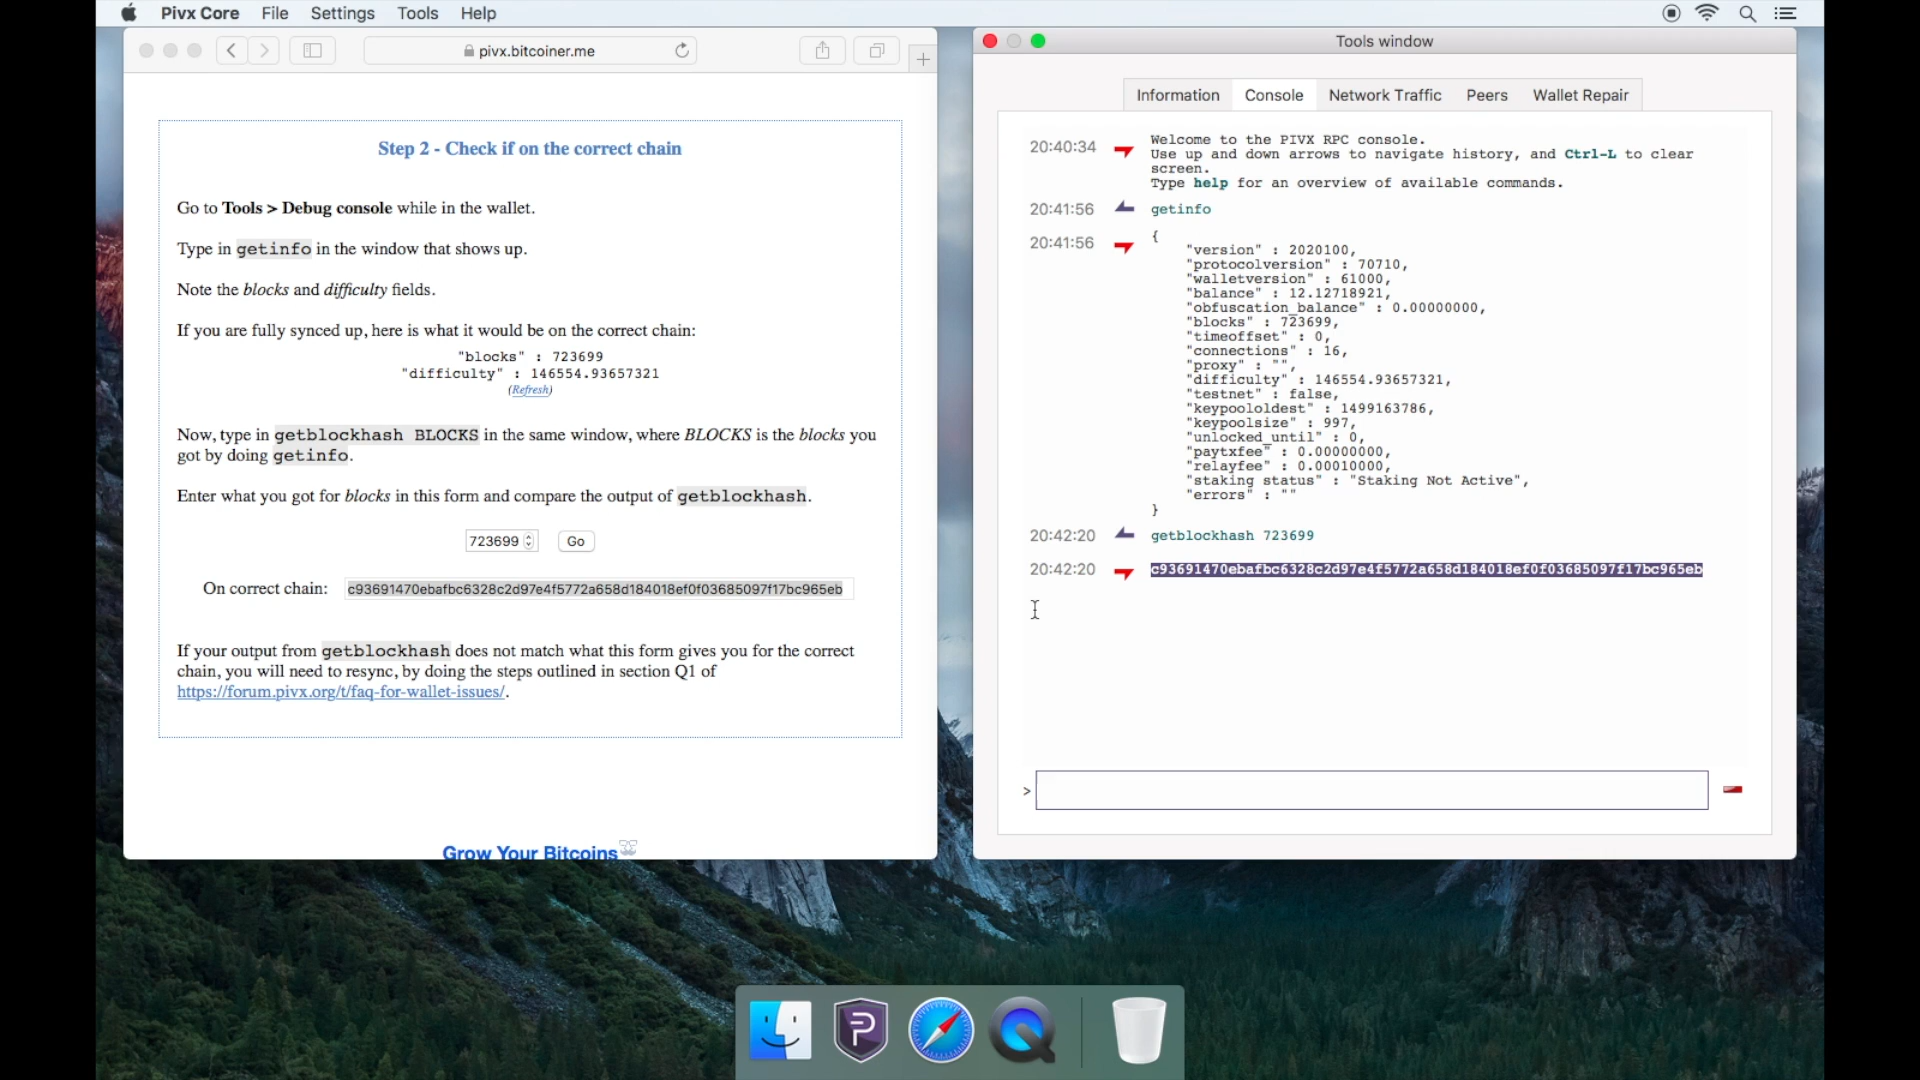 Pivx Core File Settings Tools Help
pivx.bitcoiner.me
Step 2 - Check if on the correct chain
Go to Tools > Debug console while in the wallet.
Type in getinfo in the window that shows up.
Note the blocks and difficulty fields.
If you are fully synced up, here is what it would be on the correct chain:
"blocks" : 723699
"difficulty" : 146554.93657321
(Refresh)
Now, type in getblockhash BLOCKS in the same window, where BLOCKS is the blocks you
got by doing getinfo.
Enter what you got for blocks in this form and compare the output of getblockhash.
723699 Go
On correct chain: c93691470ebafbc6328c2d97e4f5772a658d184018ef0f03685097f17bc965eb
If your output from getblockhash does not match what this form gives you for the correct
chain, you will need to resync, by doing the steps outlined in section Q1 of
https://forum.pivx.org/t/faq-for-wallet-issues/.
Grow Your Bitcoins
Tools window
Information Console Network Traffic Peers Wallet Repair
20:40:34 Welcome to the PIVX RPC console.
Use up and down arrows to navigate history, and Ctrl-L to clear
screen.
Type help for an overview of available commands.
20:41:56 getinfo
20:41:56 {
"version" : 2020100,
"protocolversion" : 70710,
"walletversion" : 61000,
"balance" : 12.12718921,
"obfuscation_balance" : 0.00000000,
"blocks" : 723699,
"timeoffset" : 0,
"connections" : 16,
"proxy" : "",
"difficulty" : 146554.93657321,
"testnet" : false,
"keypoololdest" : 1499163786,
"keypoolsize" : 997,
"unlocked_until" : 0,
"paytxfee" : 0.00000000,
"relayfee" : 0.00010000,
"staking status" : "Staking Not Active",
"errors" : ""
}
20:42:20 getblockhash 723699
20:42:20 c93691470ebafbc6328c2d97e4f5772a658d184018ef0f03685097f17bc965eb
>